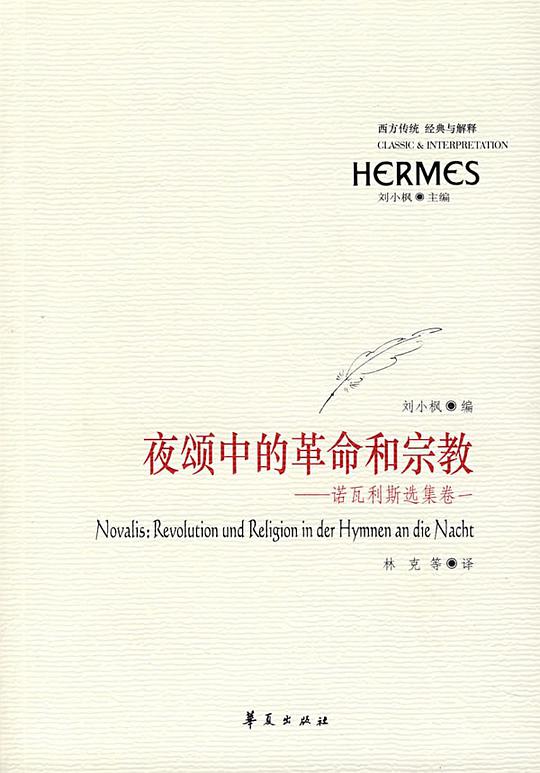 西方传统 经典与解释
CLASSIC & INTERPRETATION
HERMES
刘小枫◉主编
刘小枫◉编
夜颂中的革命和宗教
——诺瓦利斯选集卷一
Novalis: Revolution und Religion in der Hymnen an die Nacht
林 克 等◉译
华夏出版社